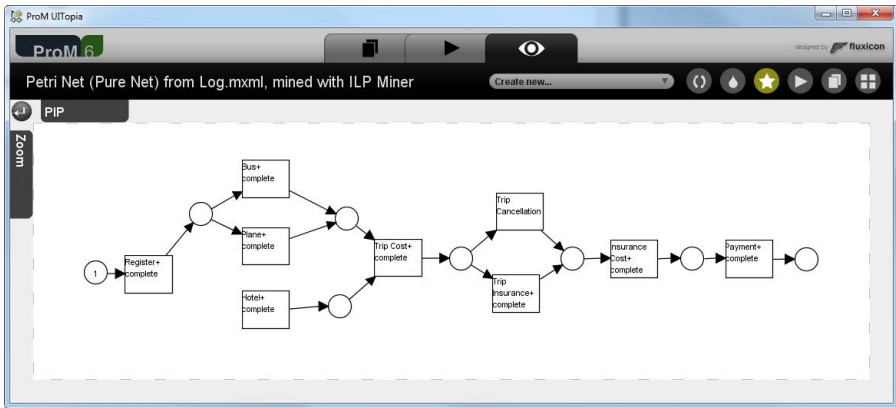 ProM UITopia
ProM 6
designed by fluxicon
Petri Net (Pure Net) from Log.mxml, mined with ILP Miner
Create new...
PIP
Zoom
Bus+
complete
Plane+
complete
Hotel+
complete
1
Register+
complete
Trip Cost+
complete
Trip
Cancellation
Trip
Insurance+
complete
Insurance
Cost+
complete
Payment+
complete